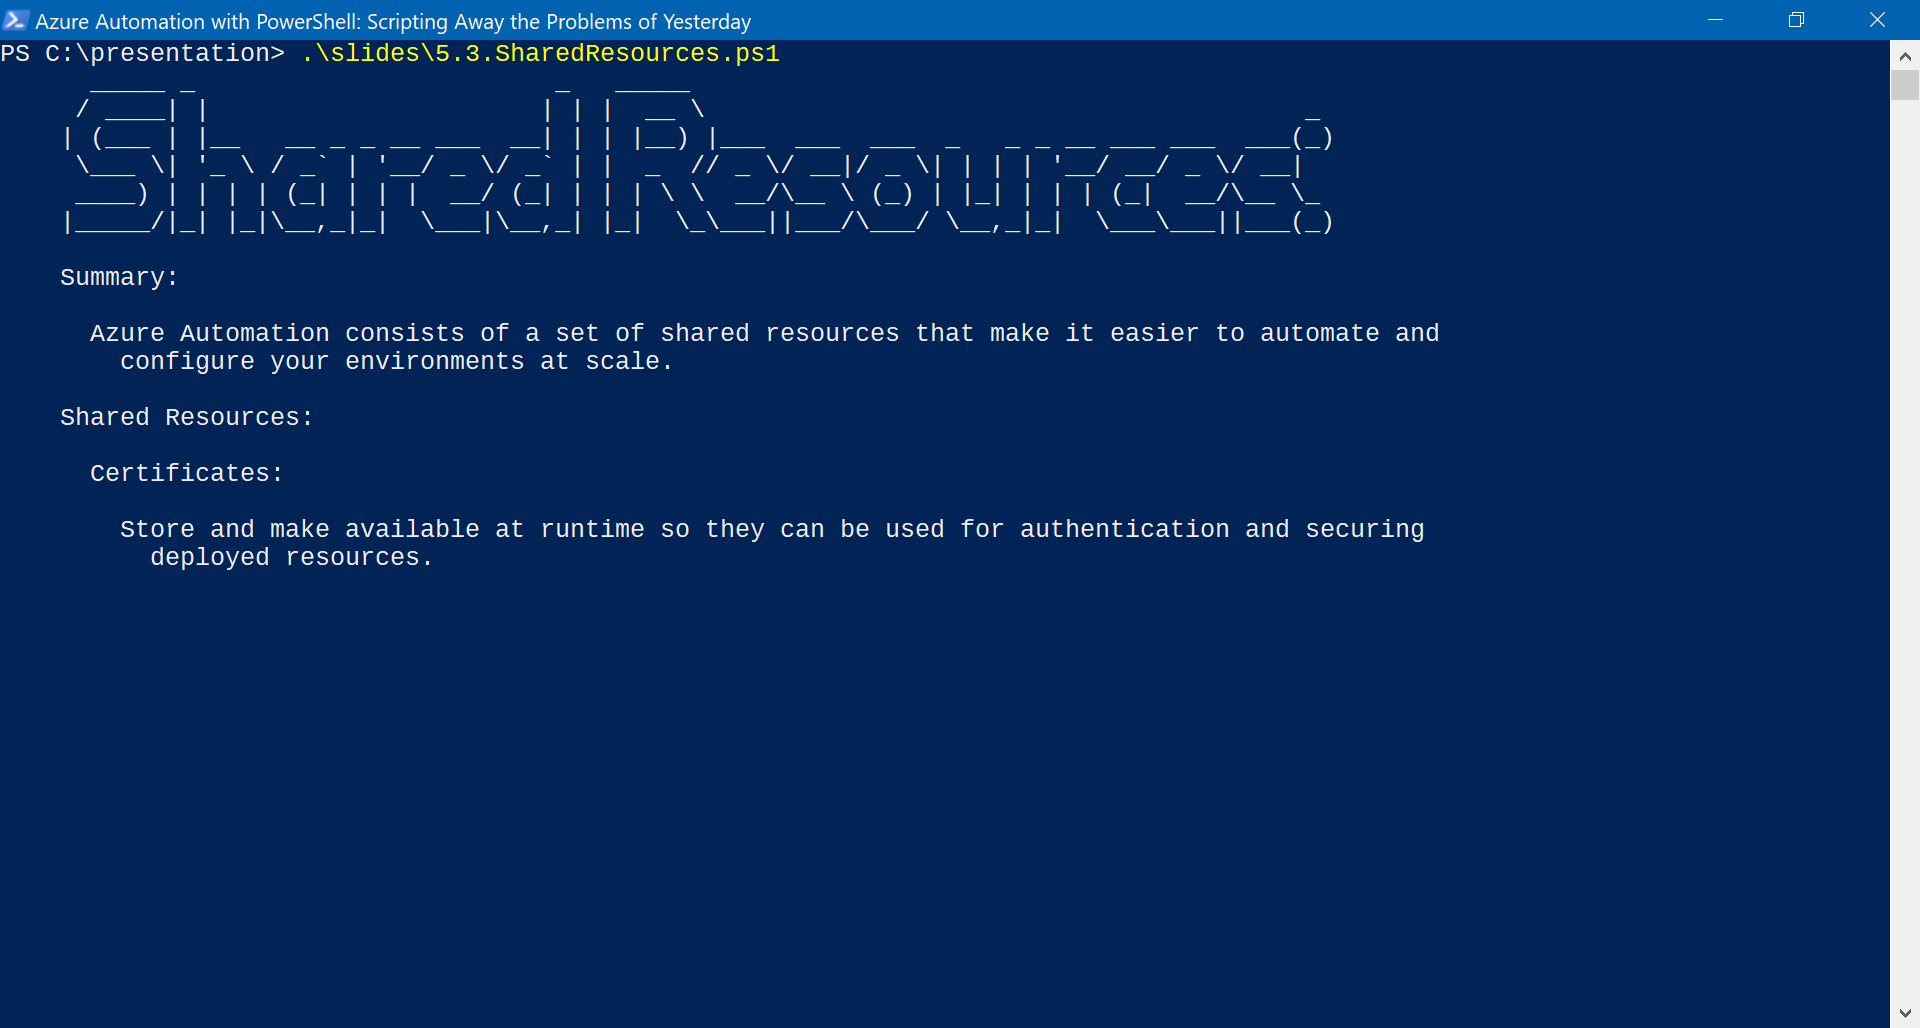 Azure Automation with PowerShell: Scripting Away the Problems of Yesterday
PS C:\presentation> .\slides\5.3.SharedResources.ps1
Shared Resources:
Summary:
Azure Automation consists of a set of shared resources that make it easier to automate and
configure your environments at scale.
Shared Resources:
Certificates:
Store and make available at runtime so they can be used for authentication and securing
deployed resources.